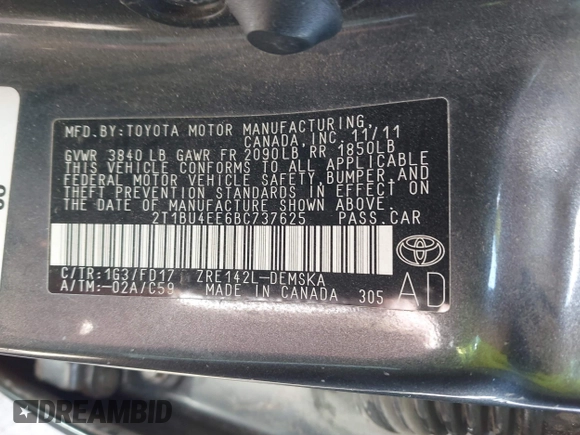 MFD.BY:TOYOTA MOTOR MANUFACTURING,
CANADA, INC. 11/11
GVWR 3840 LB GAWR FR 2090LB RR 1850LB
THIS VEHICLE CONFORMS TO ALL APPLICABLE
FEDERAL MOTOR VEHICLE SAFETY, BUMPER, AND
THEFT PREVENTION STANDARDS IN EFFECT ON
THE DATE OF MANUFACTURE SHOWN ABOVE.
2T1BU4EE6BC737625 PASS.CAR
C/TR:1G3/FD17 ZRE142L-DEMSKA
A/TM:-02A/C59 MADE IN CANADA 305
AD
DREAMBID